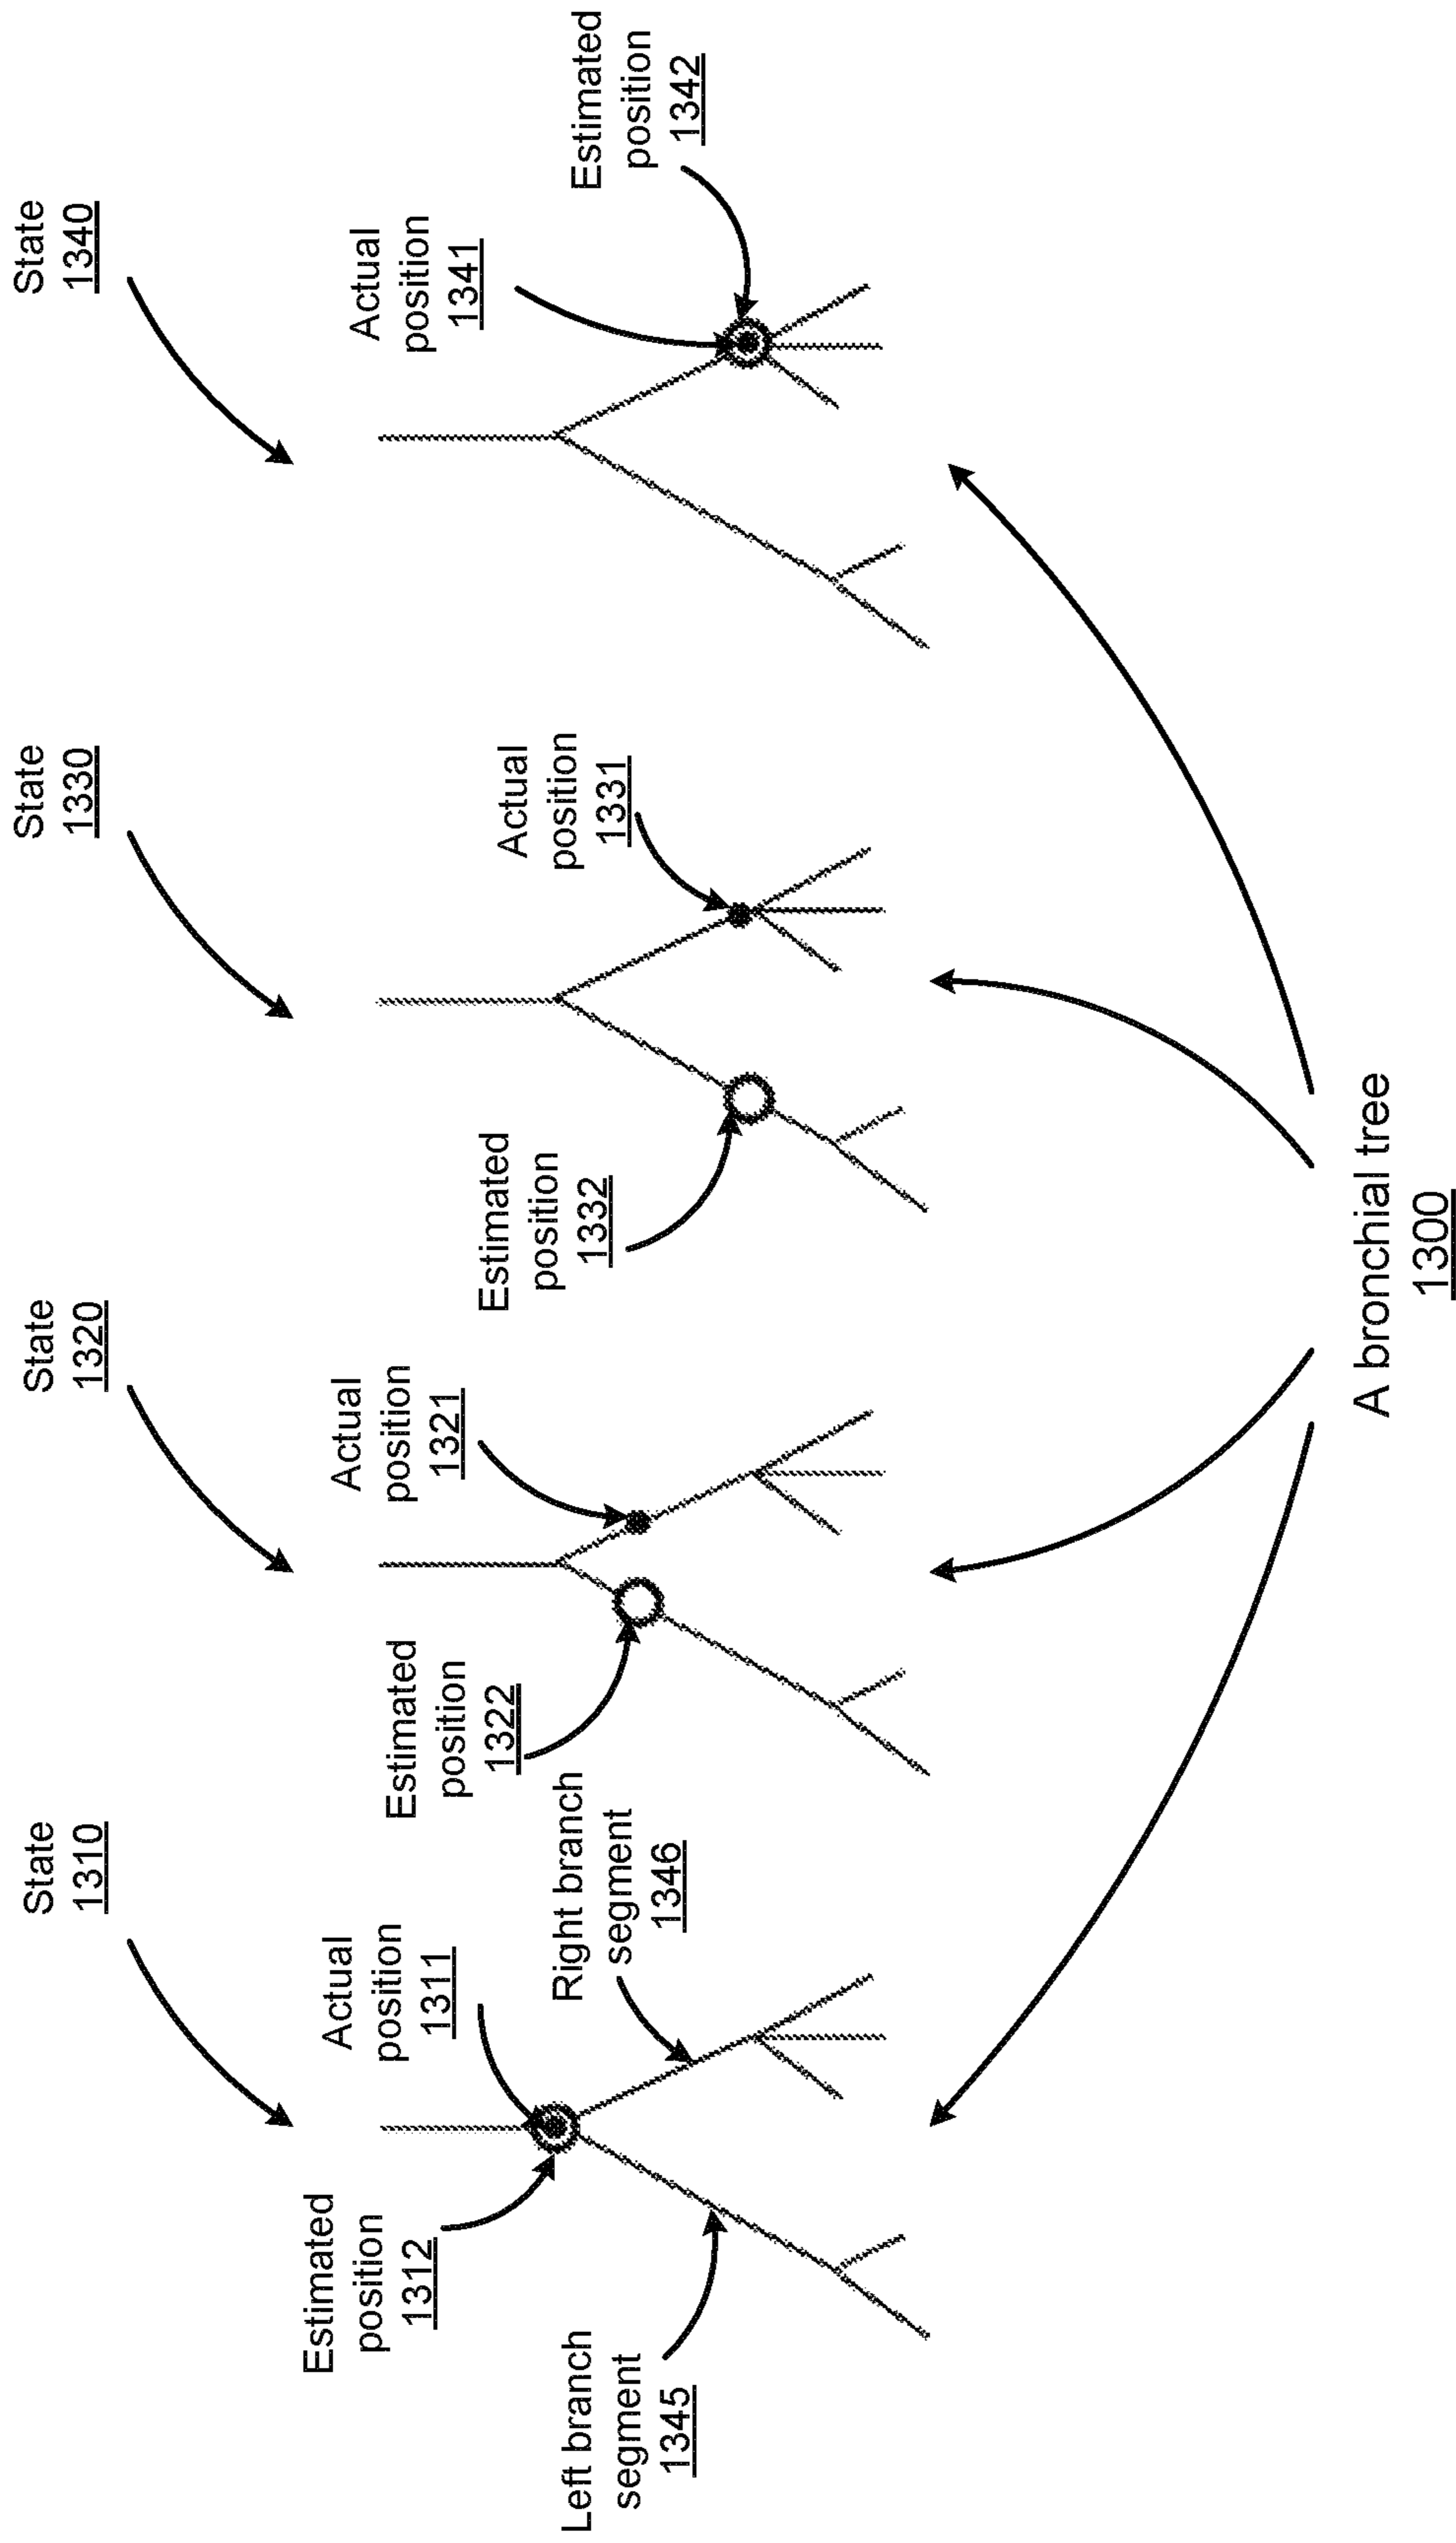 State
1310
Estimated
position
1312
Actual
position
1311
Left branch
segment
1345
Right branch
segment
1346
State
1320
Estimated
position
1322
Actual
position
1321
State
1330
Estimated
position
1332
Actual
position
1331
State
1340
Actual
position
1341
Estimated
position
1342
A bronchial tree
1300